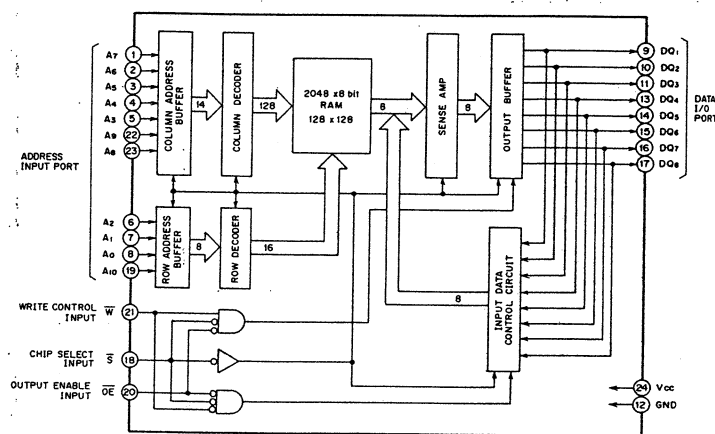 A7 1
A6 2
A5 3
A4 4
A3 5
A9 22
A8 23
ADDRESS
INPUT PORT
A2 6
A1 7
A0 8
A10 19
COLUMN ADDRESS
BUFFER
14
COLUMN DECODER
128
2048 x8 bit
RAM
128 x 128
8
SENSE AMP
8
OUTPUT BUFFER
9 DQ1
10 DQ2
11 DQ3
13 DQ4
14 DQ5
15 DQ6
16 DQ7
17 DQ8
DATA
I/O
PORT
ROW ADDRESS
BUFFER
8
ROW DECODER
16
8
INPUT DATA
CONTROL CIRCUIT
WRITE CONTROL
INPUT
W̅ 21
CHIP SELECT
INPUT
S̅ 18
OUTPUT ENABLE
INPUT
O̅E̅ 20
24 Vcc
12 GND